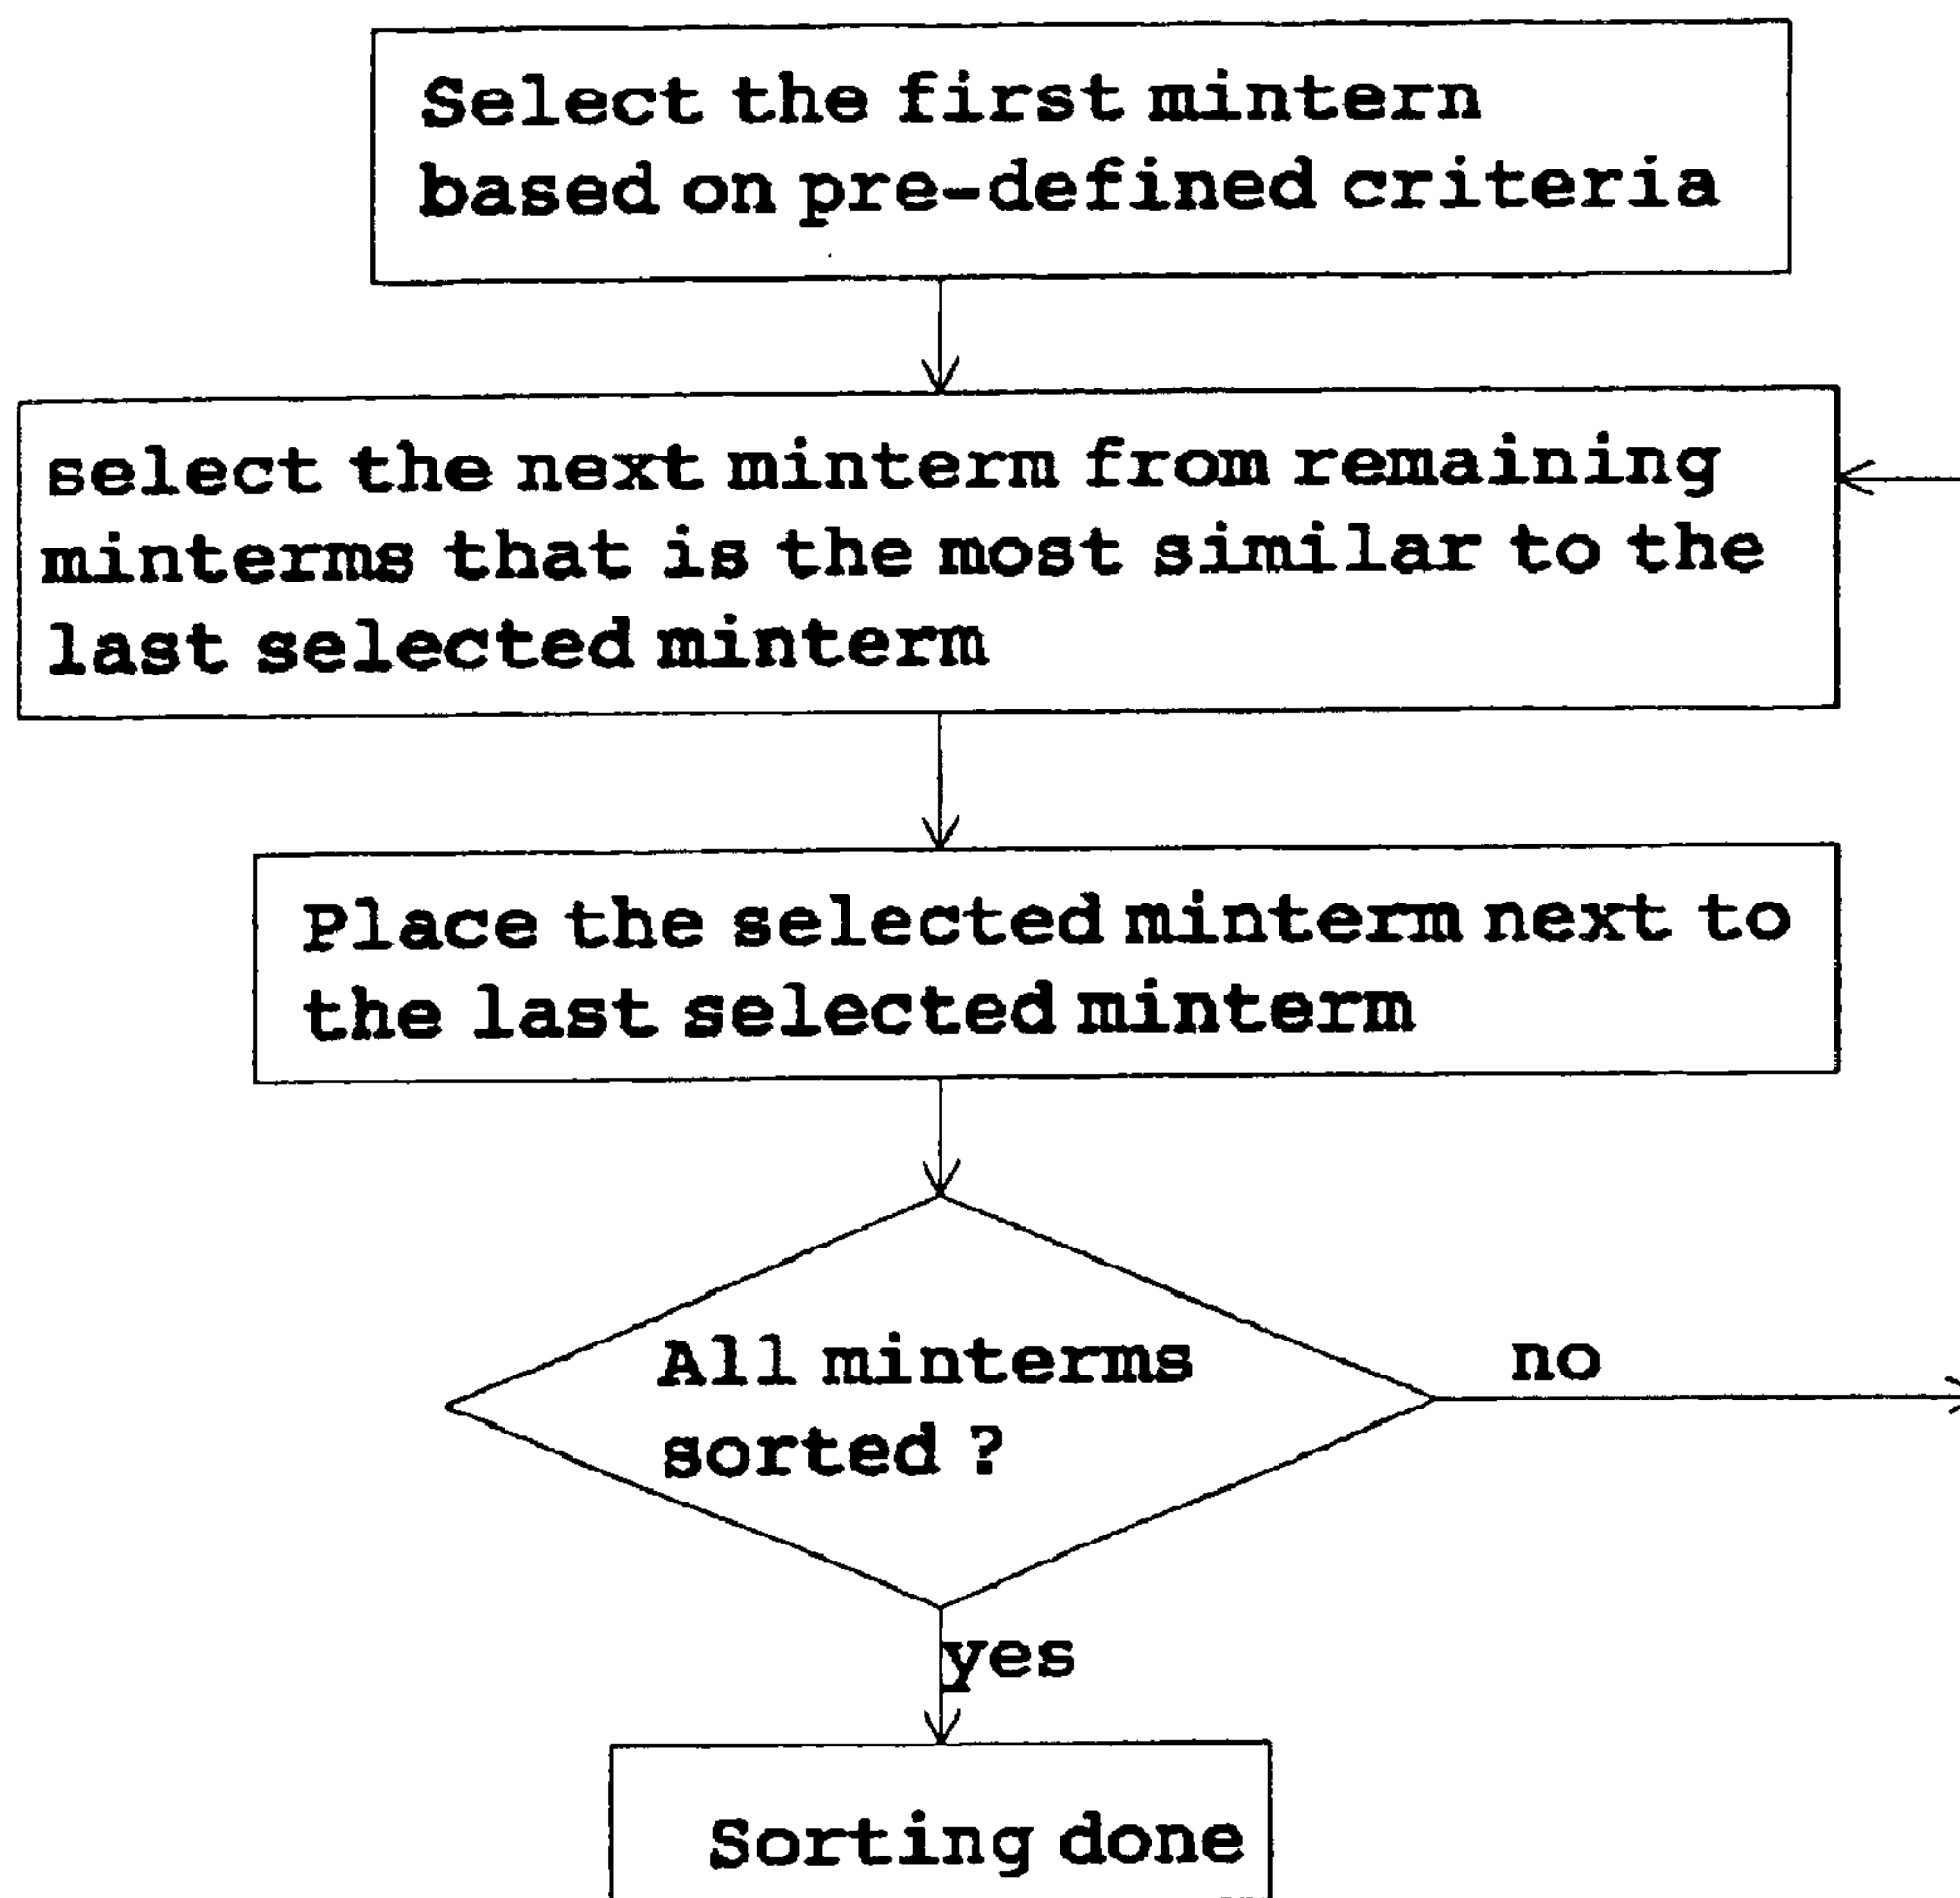 Select the first mintern
based on pre-defined criteria
select the next minterm from remaining
minterms that is the most similar to the
last selected minterm
Place the selected minterm next to
the last selected minterm
All minterms
sorted ?
no
yes
Sorting done